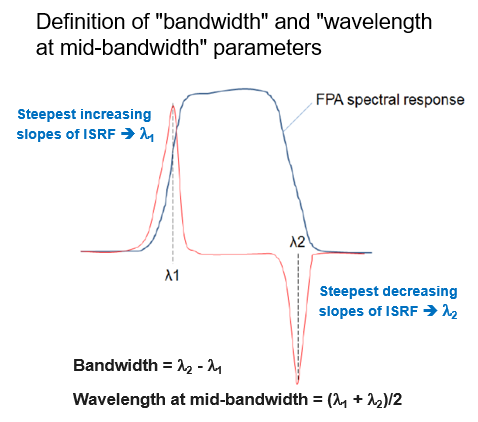 Definition of "bandwidth" and "wavelength
at mid-bandwidth" parameters
FPA spectral response
Steepest increasing
slopes of ISRF ➔ λ₁
λ2
λ1
Steepest decreasing
slopes of ISRF ➔ λ₂
Bandwidth = λ₂ - λ₁
Wavelength at mid-bandwidth = (λ₁ + λ₂)/2